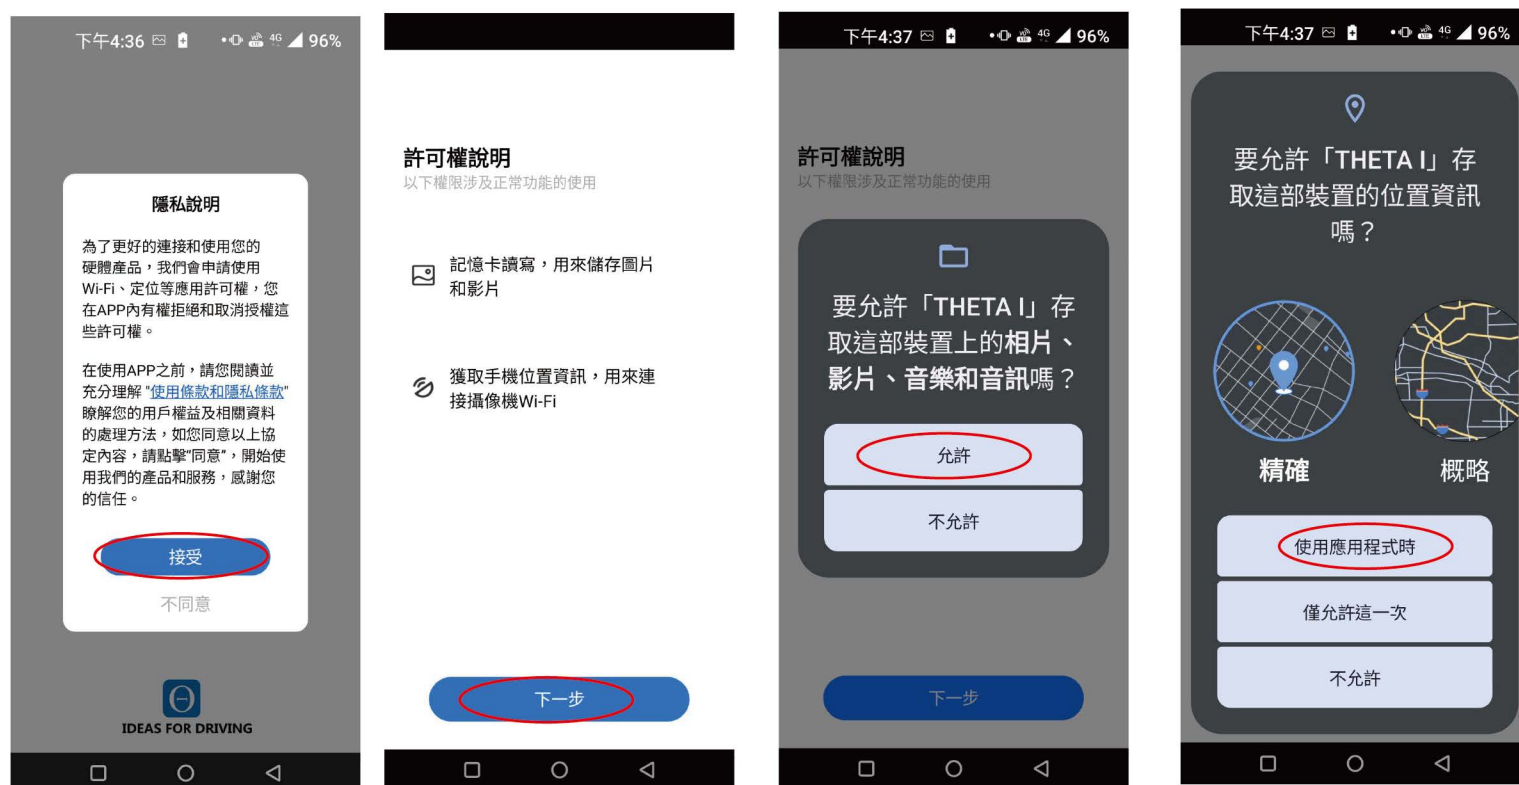 下午4:36 96%
4G
隱私說明
為了更好的連接和使用您的
硬體產品，我們會申請使用
Wi-Fi、定位等應用許可權，您
在APP內有權拒絕和取消授權這
些許可權。
在使用APP之前，請您閱讀並
充分理解 "使用條款和隱私條款"
瞭解您的用戶權益及相關資料
的處理方法，如您同意以上協
定內容，請點擊"同意"，開始使
用我們的產品和服務，感謝您
的信任。
接受
不同意
IDEAS FOR DRIVING
許可權說明
以下權限涉及正常功能的使用
記憶卡讀寫，用來儲存圖片
和影片
獲取手機位置資訊，用來連
接攝像機Wi-Fi
下一步
下午4:37 96%
4G
許可權說明
以下權限涉及正常功能的使用
要允許「THETA I」存
取這部裝置上的相片、
影片、音樂和音訊嗎？
允許
不允許
下一步
下午4:37 96%
4G
要允許「THETA I」存
取這部裝置的位置資訊
嗎？
精確 概略
使用應用程式時
僅允許這一次
不允許